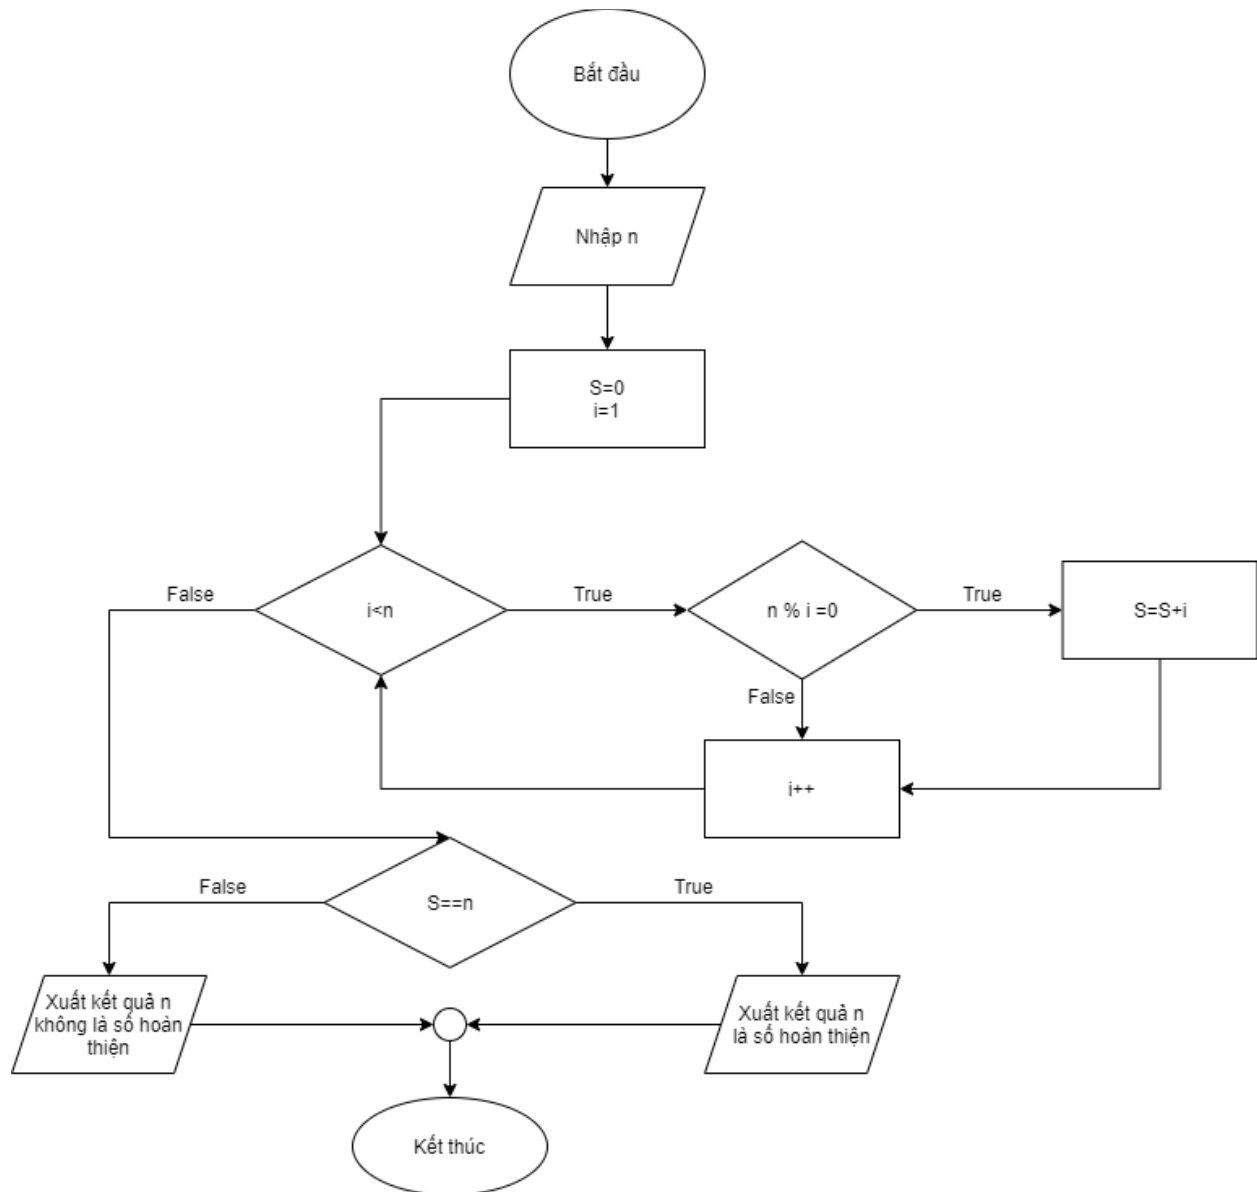 Bắt đầu
Nhập n
S=0
i=1
False
i<n
True
n % i =0
True
S=S+i
False
i++
False
S==n
True
Xuất kết quả n
không là số hoàn
thiện
Xuất kết quả n
là số hoàn thiện
Kết thúc